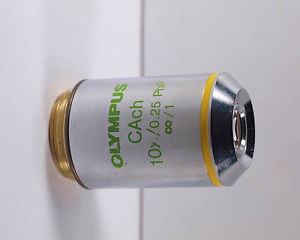 OLYMPUS
CAch
10x/0.25 PhP
∞/1